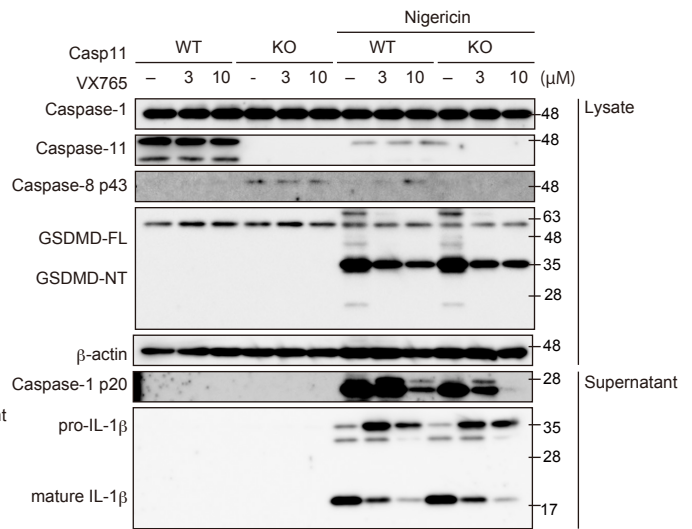 Nigericin
Casp11 WT KO WT KO
VX765 – 3 10 - 3 10 – 3 10 – 3 10 (μM)
Caspase-1 48 Lysate
Caspase-11 48
Caspase-8 p43 48
63
GSDMD-FL 48
GSDMD-NT 35
28
β-actin 48
Caspase-1 p20 28 Supernatant
nt
pro-IL-1β 35
28
mature IL-1β 17